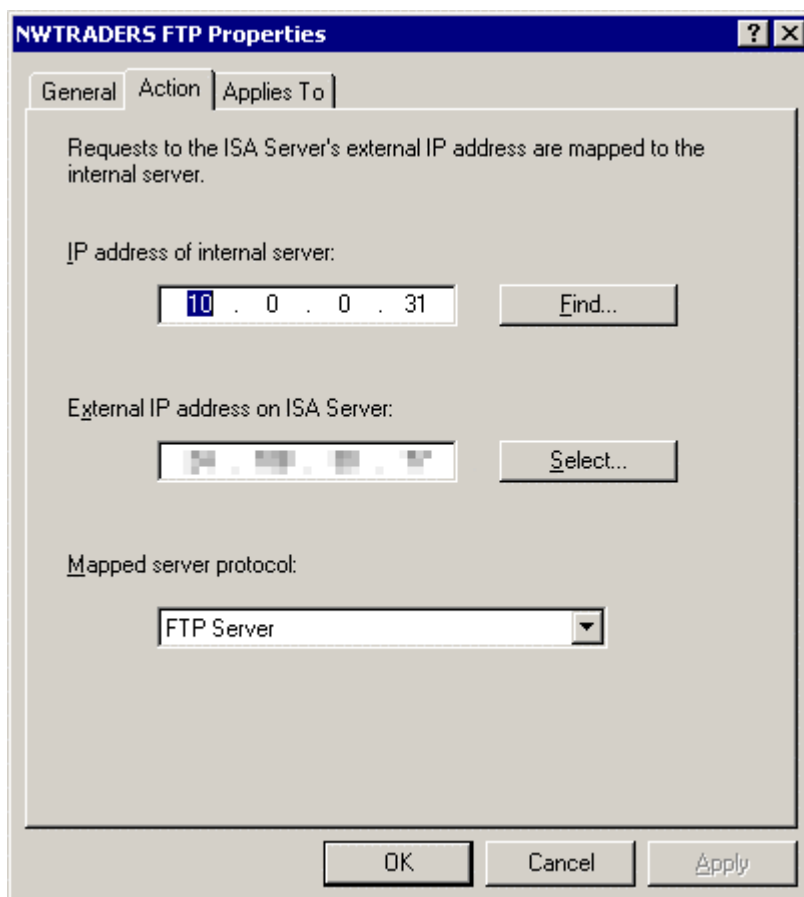 NWTRADERS FTP Properties
General Action Applies To
Requests to the ISA Server's external IP address are mapped to the
internal server.
IP address of internal server:
10 . 0 . 0 . 31 Find...
External IP address on ISA Server:
Select...
Mapped server protocol:
FTP Server
OK Cancel Apply